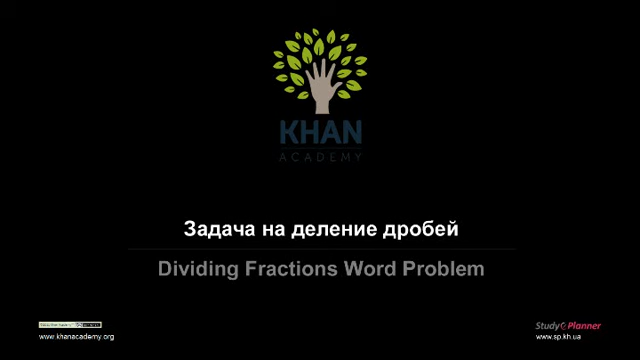 KHAN
ACADEMY
Задача на деление дробей
Dividing Fractions Word Problem
www.khanacademy.org
Study Planner
www.sp.kh.ua